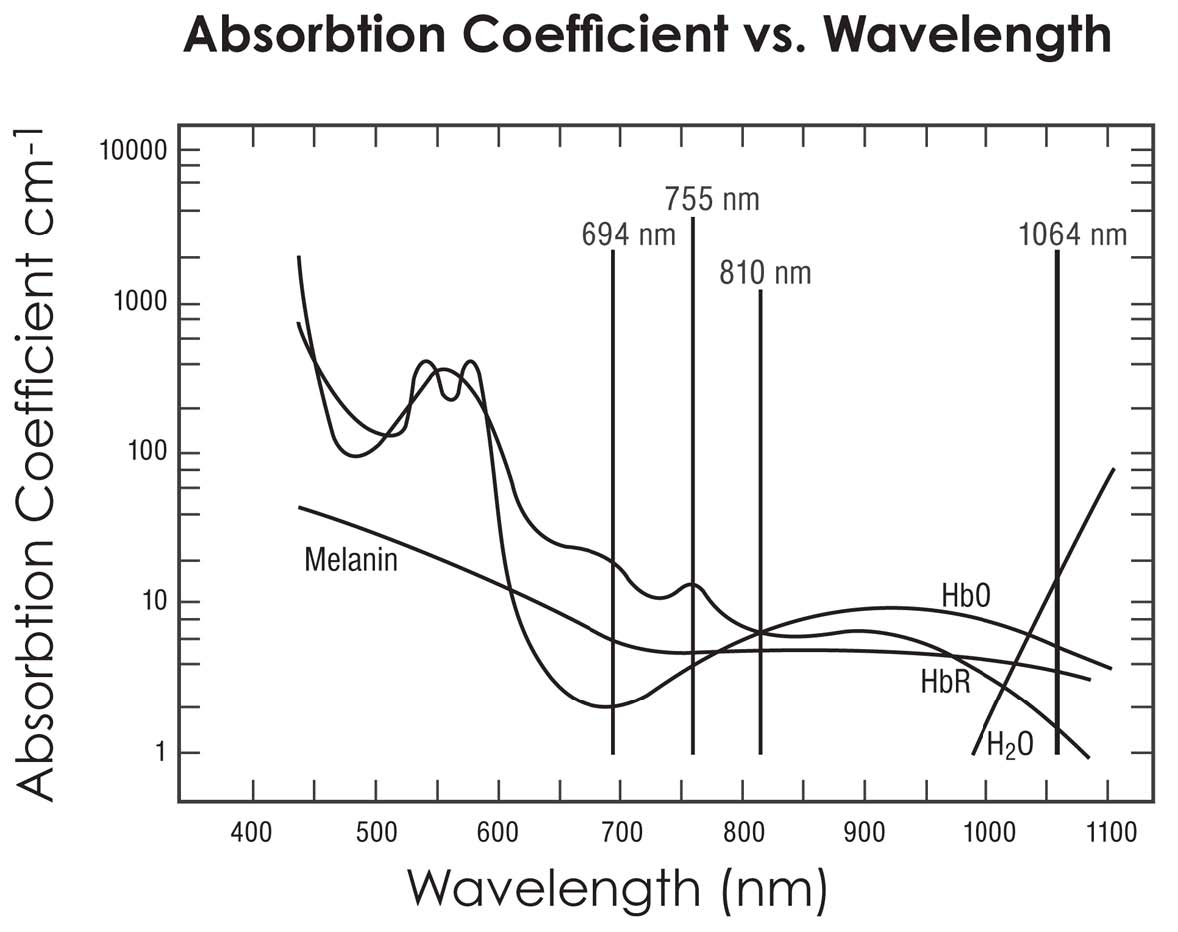 Absorbtion Coefficient vs. Wavelength
Absorbtion Coefficient cm-1
10000
1000
100
10
1
755 nm
694 nm
1064 nm
810 nm
Melanin
HbO
HbR
H₂O
400 500 600 700 800 900 1000 1100
Wavelength (nm)